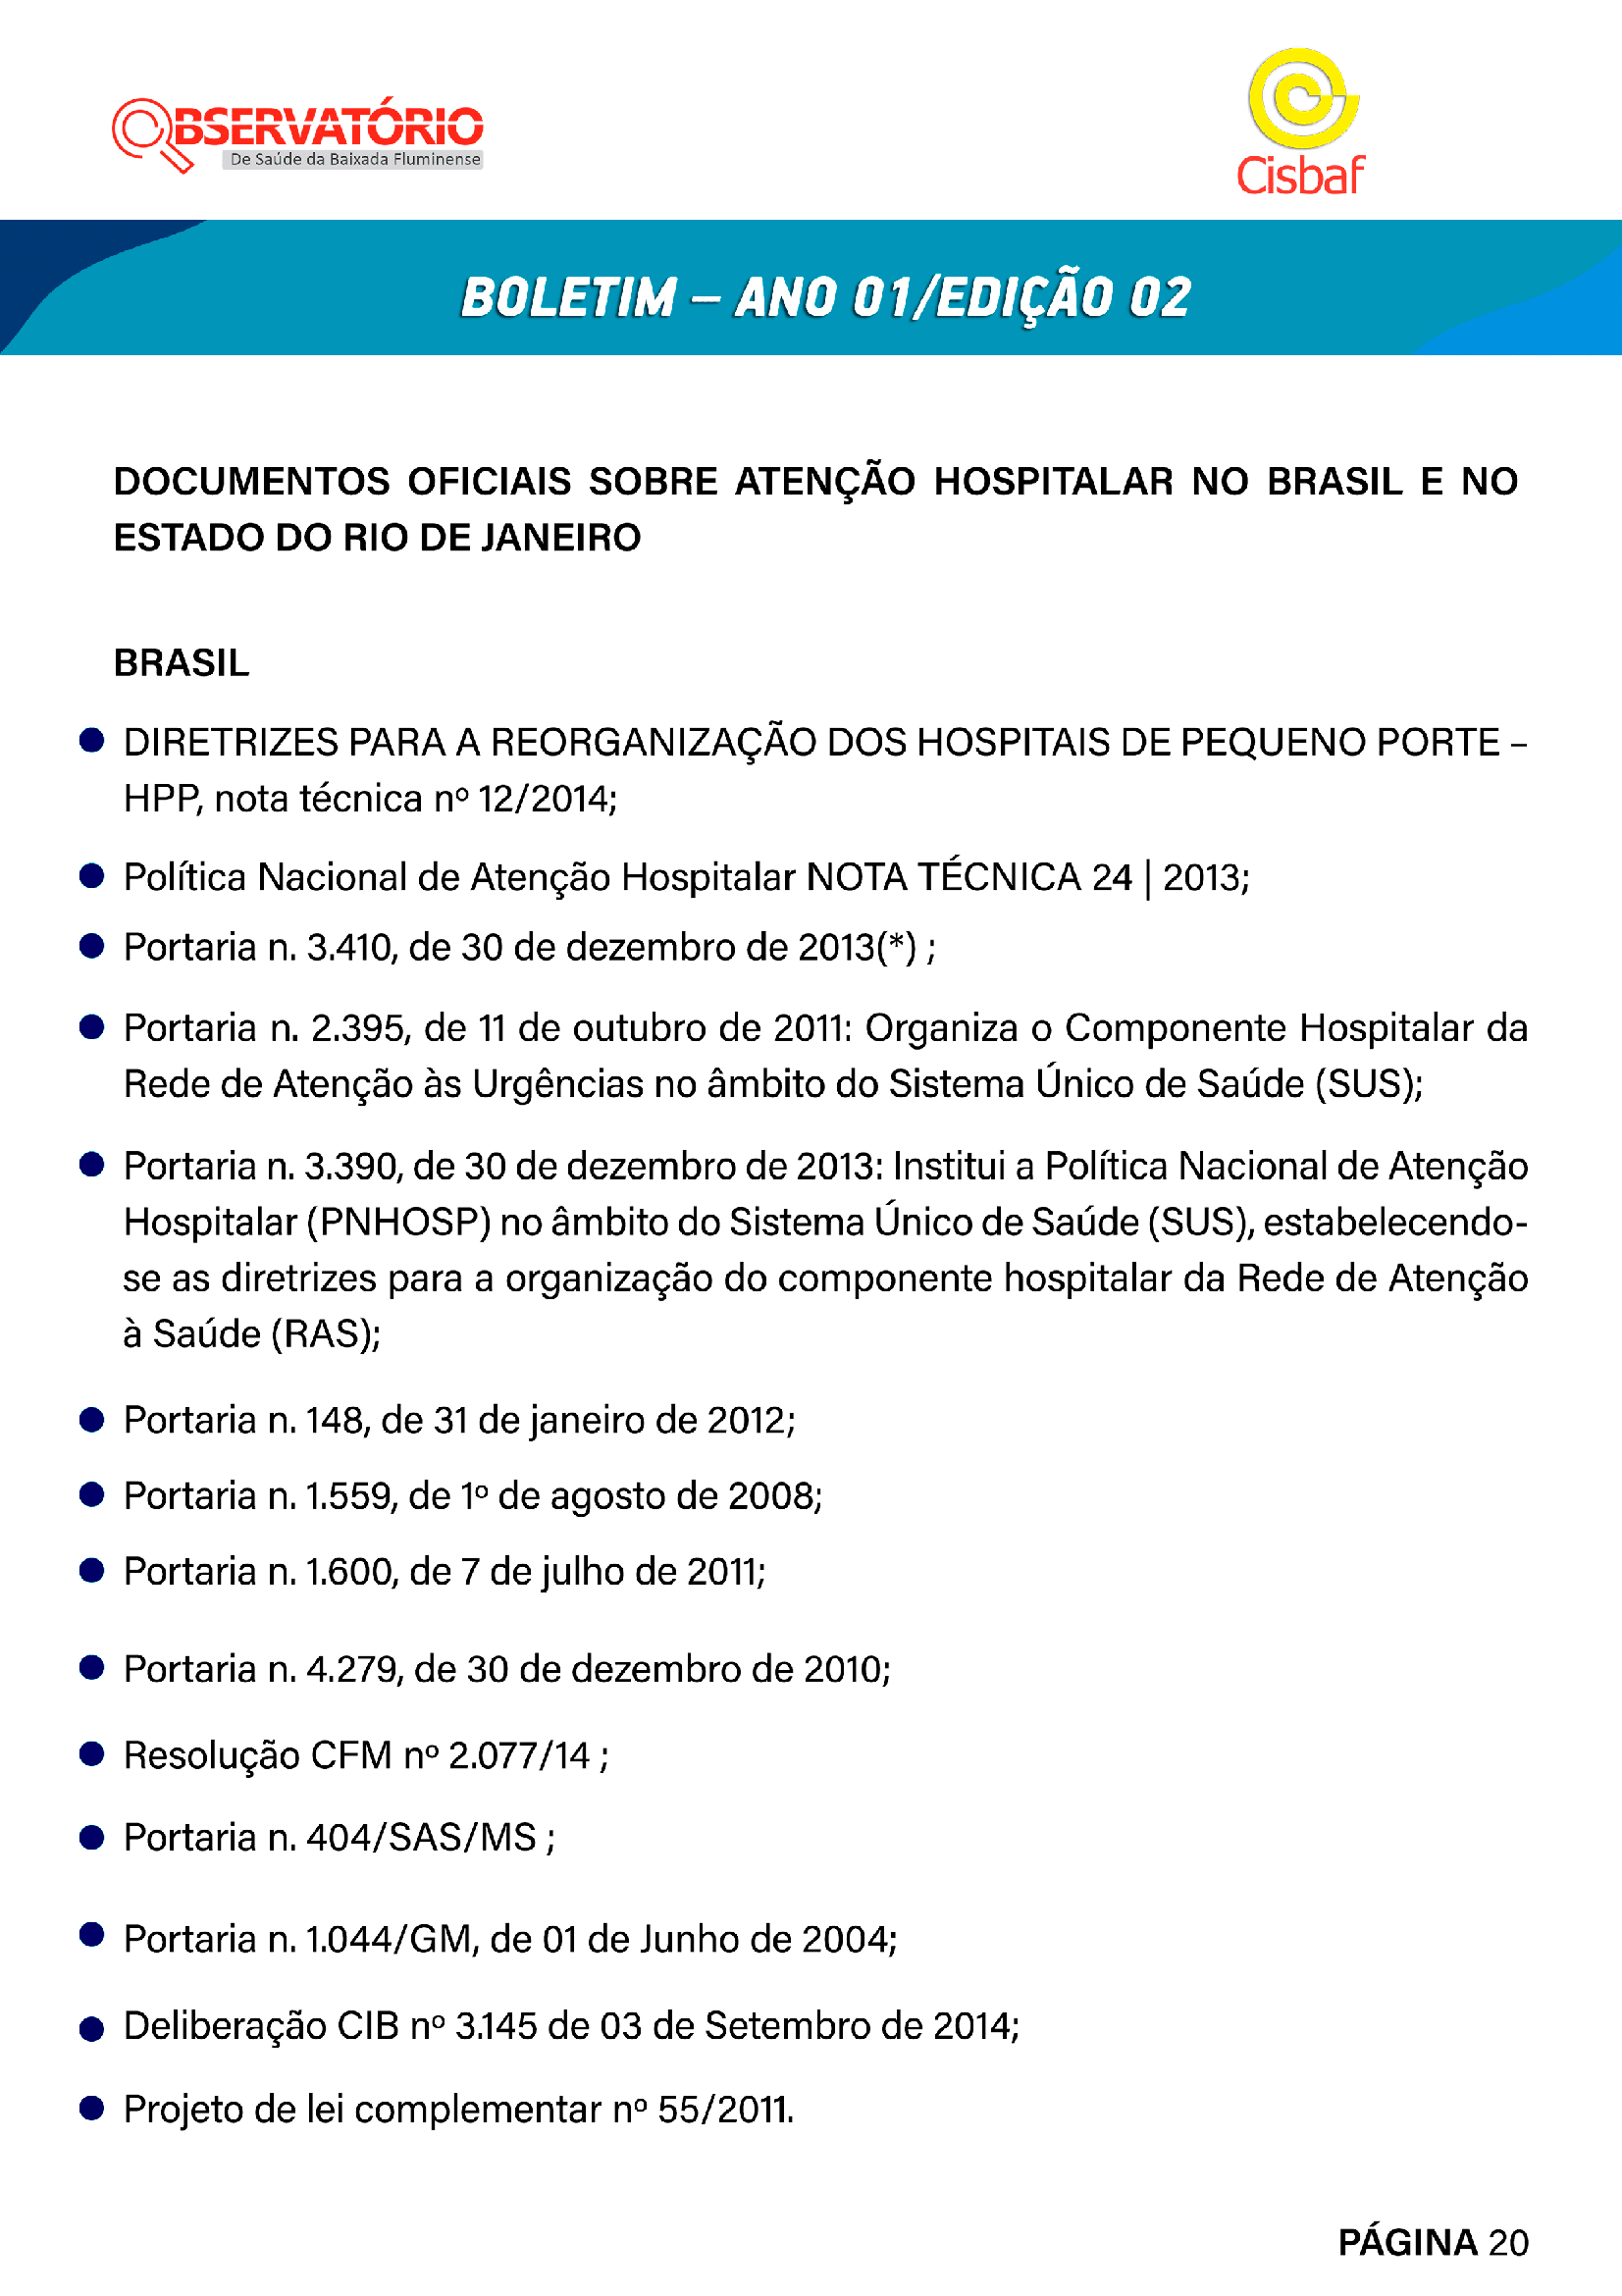 OBSERVATÓRIO
De Saúde da Baixada Fluminense
Cisbaf
BOLETIM – ANO 01/EDIÇÃO 02
DOCUMENTOS OFICIAIS SOBRE ATENÇÃO HOSPITALAR NO BRASIL E NO
ESTADO DO RIO DE JANEIRO
BRASIL
● DIRETRIZES PARA A REORGANIZAÇÃO DOS HOSPITAIS DE PEQUENO PORTE –
HPP, nota técnica nº 12/2014;
● Política Nacional de Atenção Hospitalar NOTA TÉCNICA 24 | 2013;
● Portaria n. 3.410, de 30 de dezembro de 2013(*) ;
● Portaria n. 2.395, de 11 de outubro de 2011: Organiza o Componente Hospitalar da
Rede de Atenção às Urgências no âmbito do Sistema Único de Saúde (SUS);
● Portaria n. 3.390, de 30 de dezembro de 2013: Institui a Política Nacional de Atenção
Hospitalar (PNHOSP) no âmbito do Sistema Único de Saúde (SUS), estabelecendo-
se as diretrizes para a organização do componente hospitalar da Rede de Atenção
à Saúde (RAS);
● Portaria n. 148, de 31 de janeiro de 2012;
● Portaria n. 1.559, de 1º de agosto de 2008;
● Portaria n. 1.600, de 7 de julho de 2011;
● Portaria n. 4.279, de 30 de dezembro de 2010;
● Resolução CFM nº 2.077/14 ;
● Portaria n. 404/SAS/MS ;
● Portaria n. 1.044/GM, de 01 de Junho de 2004;
● Deliberação CIB nº 3.145 de 03 de Setembro de 2014;
● Projeto de lei complementar nº 55/2011.
PÁGINA 20